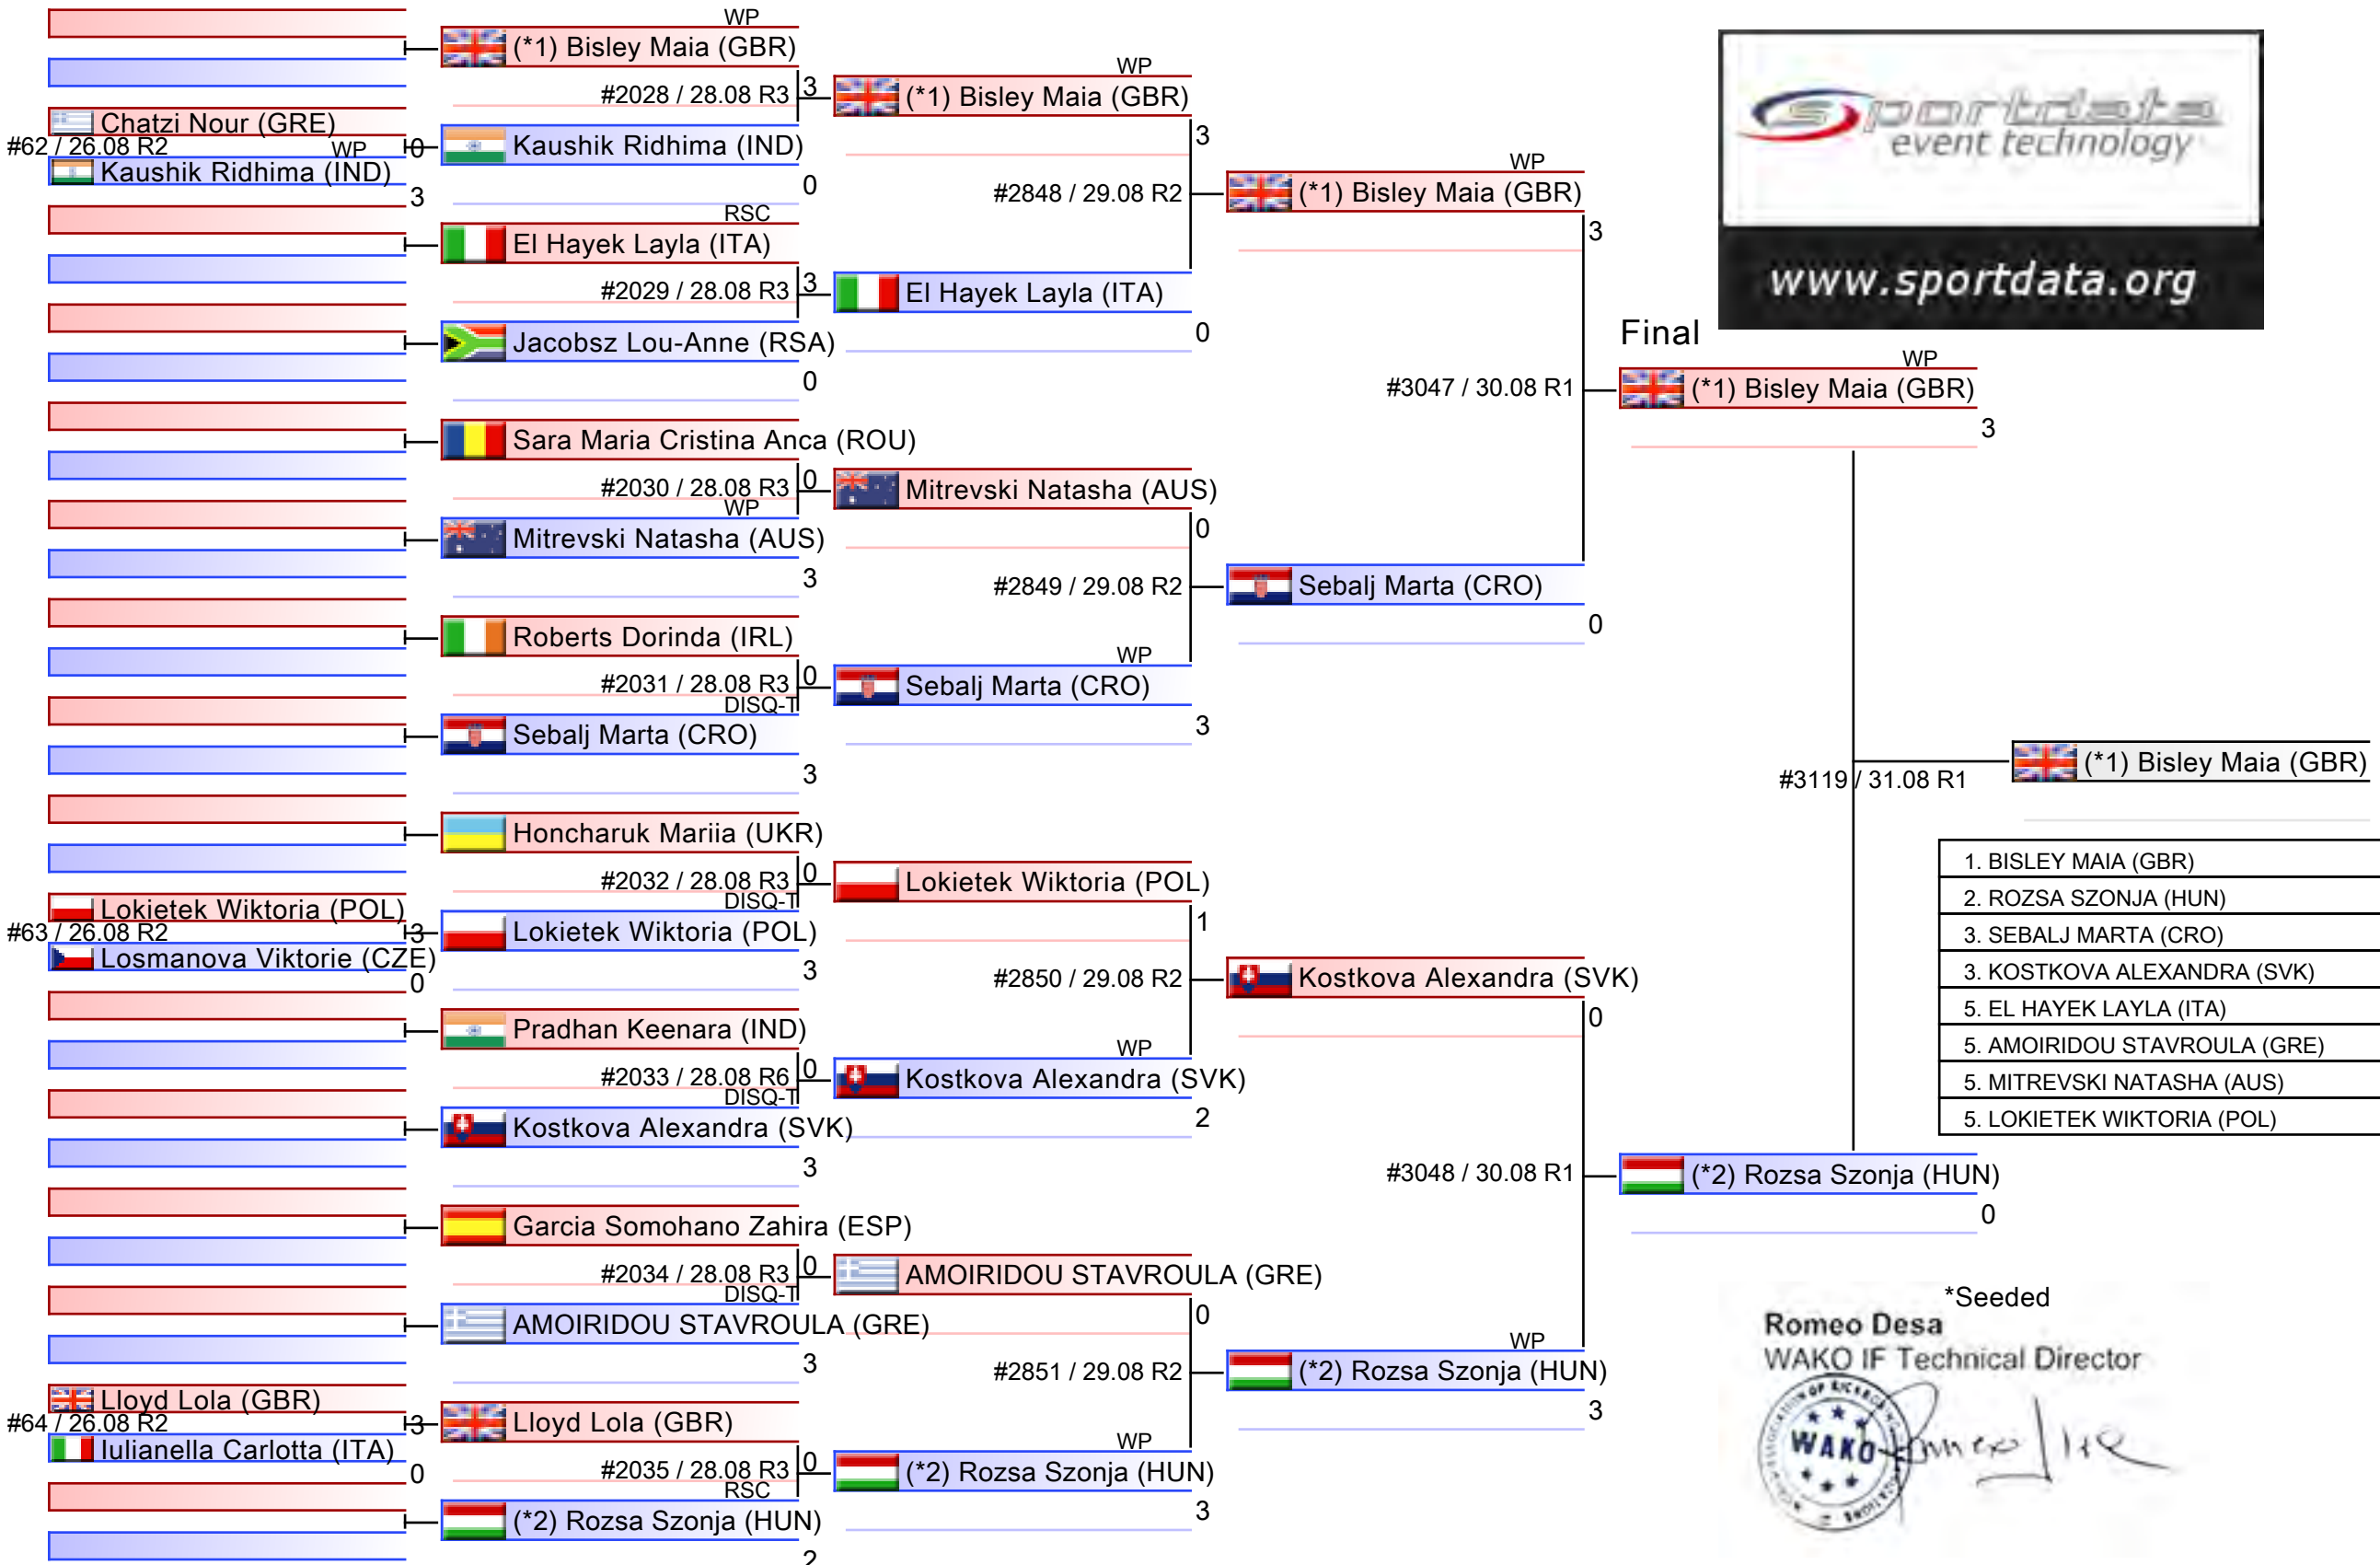 Chatzi Nour (GRE)
#62 / 26.08 R2
WP
0
Kaushik Ridhima (IND)
3
Lokietek Wiktoria (POL)
#63 / 26.08 R2
3
Losmanova Viktorie (CZE)
0
Lloyd Lola (GBR)
#64 / 26.08 R2
3
Iulianella Carlotta (ITA)
0
WP
(*1) Bisley Maia (GBR)
3
#2028 / 28.08 R3
Kaushik Ridhima (IND)
0
RSC
El Hayek Layla (ITA)
3
#2029 / 28.08 R3
Jacobsz Lou-Anne (RSA)
0
Sara Maria Cristina Anca (ROU)
0
#2030 / 28.08 R3
WP
Mitrevski Natasha (AUS)
3
Roberts Dorinda (IRL)
0
#2031 / 28.08 R3
DISQ-T
Sebalj Marta (CRO)
3
Honcharuk Mariia (UKR)
0
#2032 / 28.08 R3
DISQ-T
Lokietek Wiktoria (POL)
3
Pradhan Keenara (IND)
0
#2033 / 28.08 R6
DISQ-T
Kostkova Alexandra (SVK)
3
Garcia Somohano Zahira (ESP)
0
#2034 / 28.08 R3
DISQ-T
AMOIRIDOU STAVROULA (GRE)
3
Lloyd Lola (GBR)
0
#2035 / 28.08 R3
RSC
(*2) Rozsa Szonja (HUN)
2
WP
(*1) Bisley Maia (GBR)
3
#2848 / 29.08 R2
El Hayek Layla (ITA)
0
Mitrevski Natasha (AUS)
0
#2849 / 29.08 R2
WP
Sebalj Marta (CRO)
3
Lokietek Wiktoria (POL)
1
#2850 / 29.08 R2
WP
Kostkova Alexandra (SVK)
2
AMOIRIDOU STAVROULA (GRE)
0
#2851 / 29.08 R2
WP
(*2) Rozsa Szonja (HUN)
3
WP
(*1) Bisley Maia (GBR)
3
#3047 / 30.08 R1
Sebalj Marta (CRO)
0
Kostkova Alexandra (SVK)
0
#3048 / 30.08 R1
WP
(*2) Rozsa Szonja (HUN)
3
sportdata
event technology
www.sportdata.org
Final
WP
(*1) Bisley Maia (GBR)
3
#3119 / 31.08 R1
(*2) Rozsa Szonja (HUN)
0
(*1) Bisley Maia (GBR)
1. BISLEY MAIA (GBR)
2. ROZSA SZONJA (HUN)
3. SEBALJ MARTA (CRO)
3. KOSTKOVA ALEXANDRA (SVK)
5. EL HAYEK LAYLA (ITA)
5. AMOIRIDOU STAVROULA (GRE)
5. MITREVSKI NATASHA (AUS)
5. LOKIETEK WIKTORIA (POL)
*Seeded
Romeo Desa
WAKO IF Technical Director
WAKO